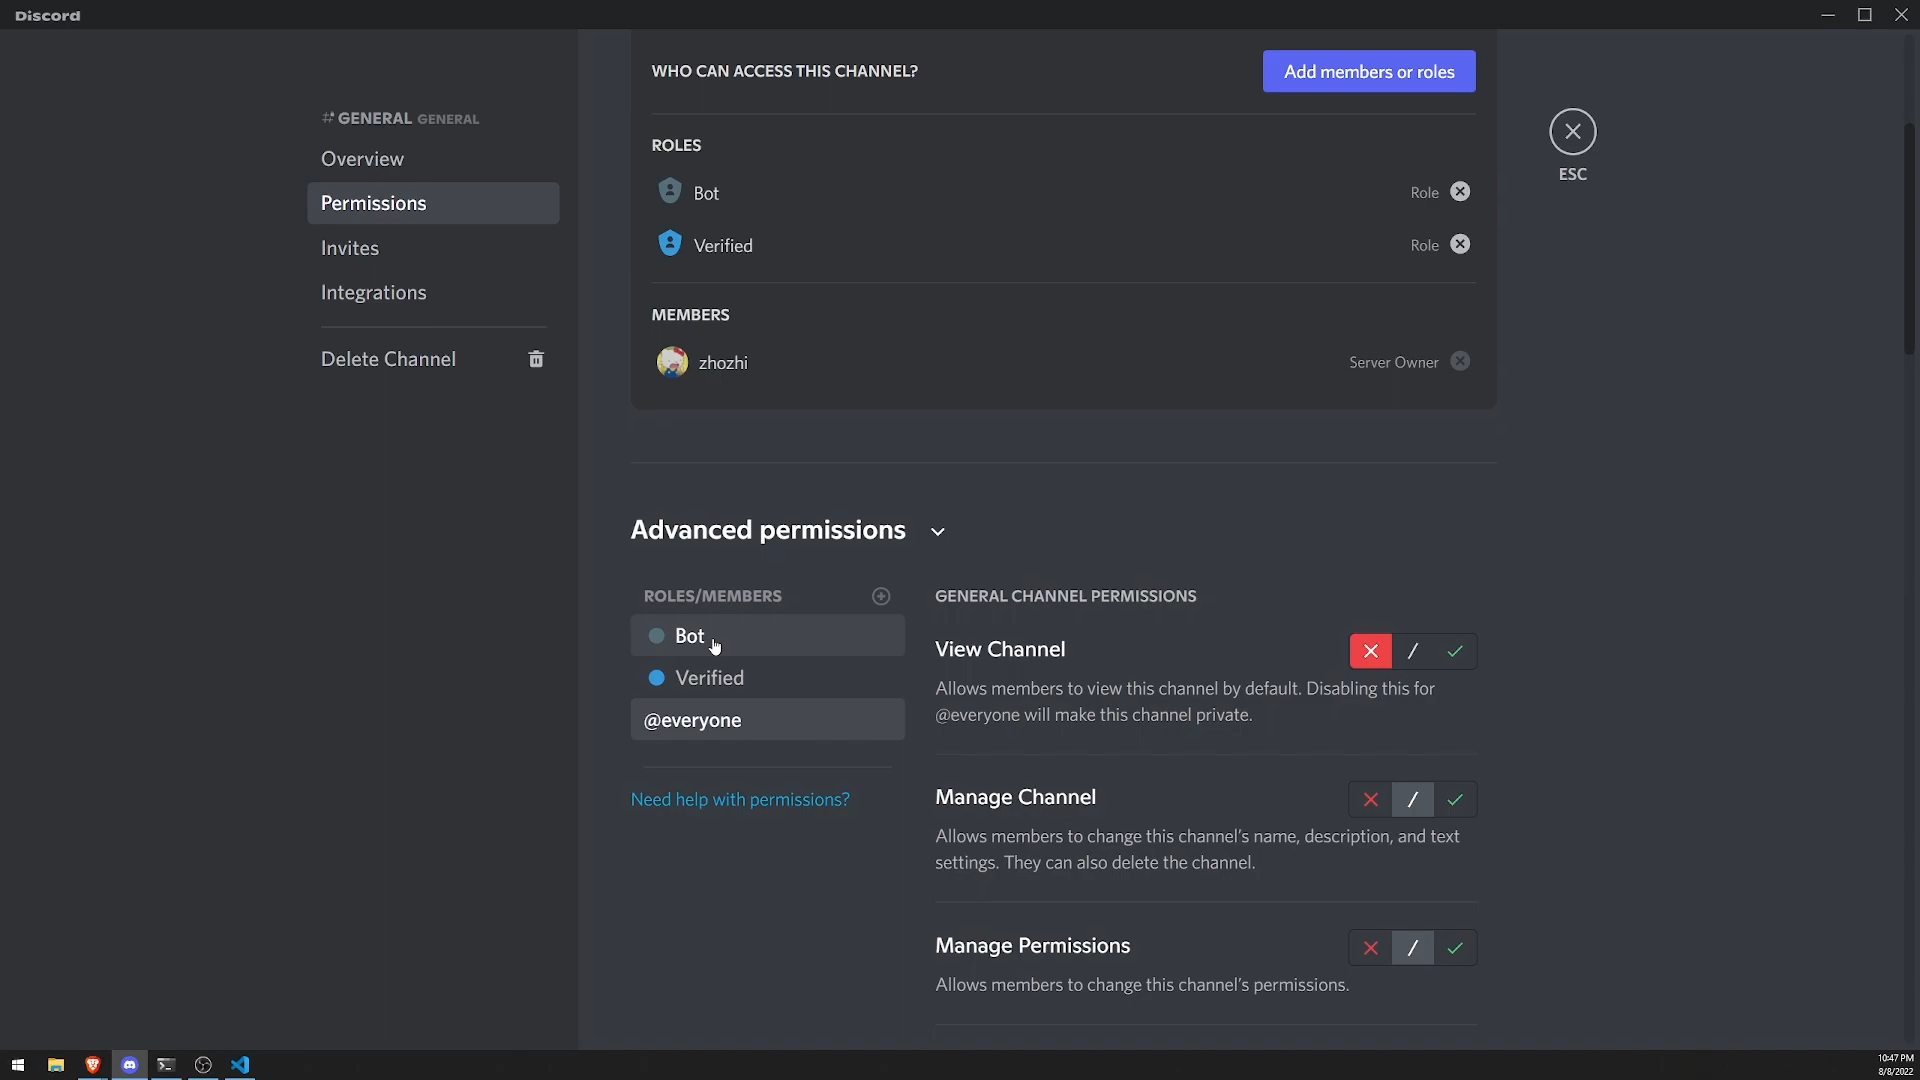 Discord
WHO CAN ACCESS THIS CHANNEL?
Add members or roles
# GENERAL GENERAL
Overview
Permissions
Invites
Integrations
Delete Channel
ROLES
Bot
Role
Verified
Role
MEMBERS
zhozhi
Server Owner
ESC
Advanced permissions
ROLES/MEMBERS
Bot
Verified
@everyone
Need help with permissions?
GENERAL CHANNEL PERMISSIONS
View Channel
Allows members to view this channel by default. Disabling this for
@everyone will make this channel private.
Manage Channel
Allows members to change this channel's name, description, and text
settings. They can also delete the channel.
Manage Permissions
Allows members to change this channel's permissions.
10:47 PM
8/8/2022